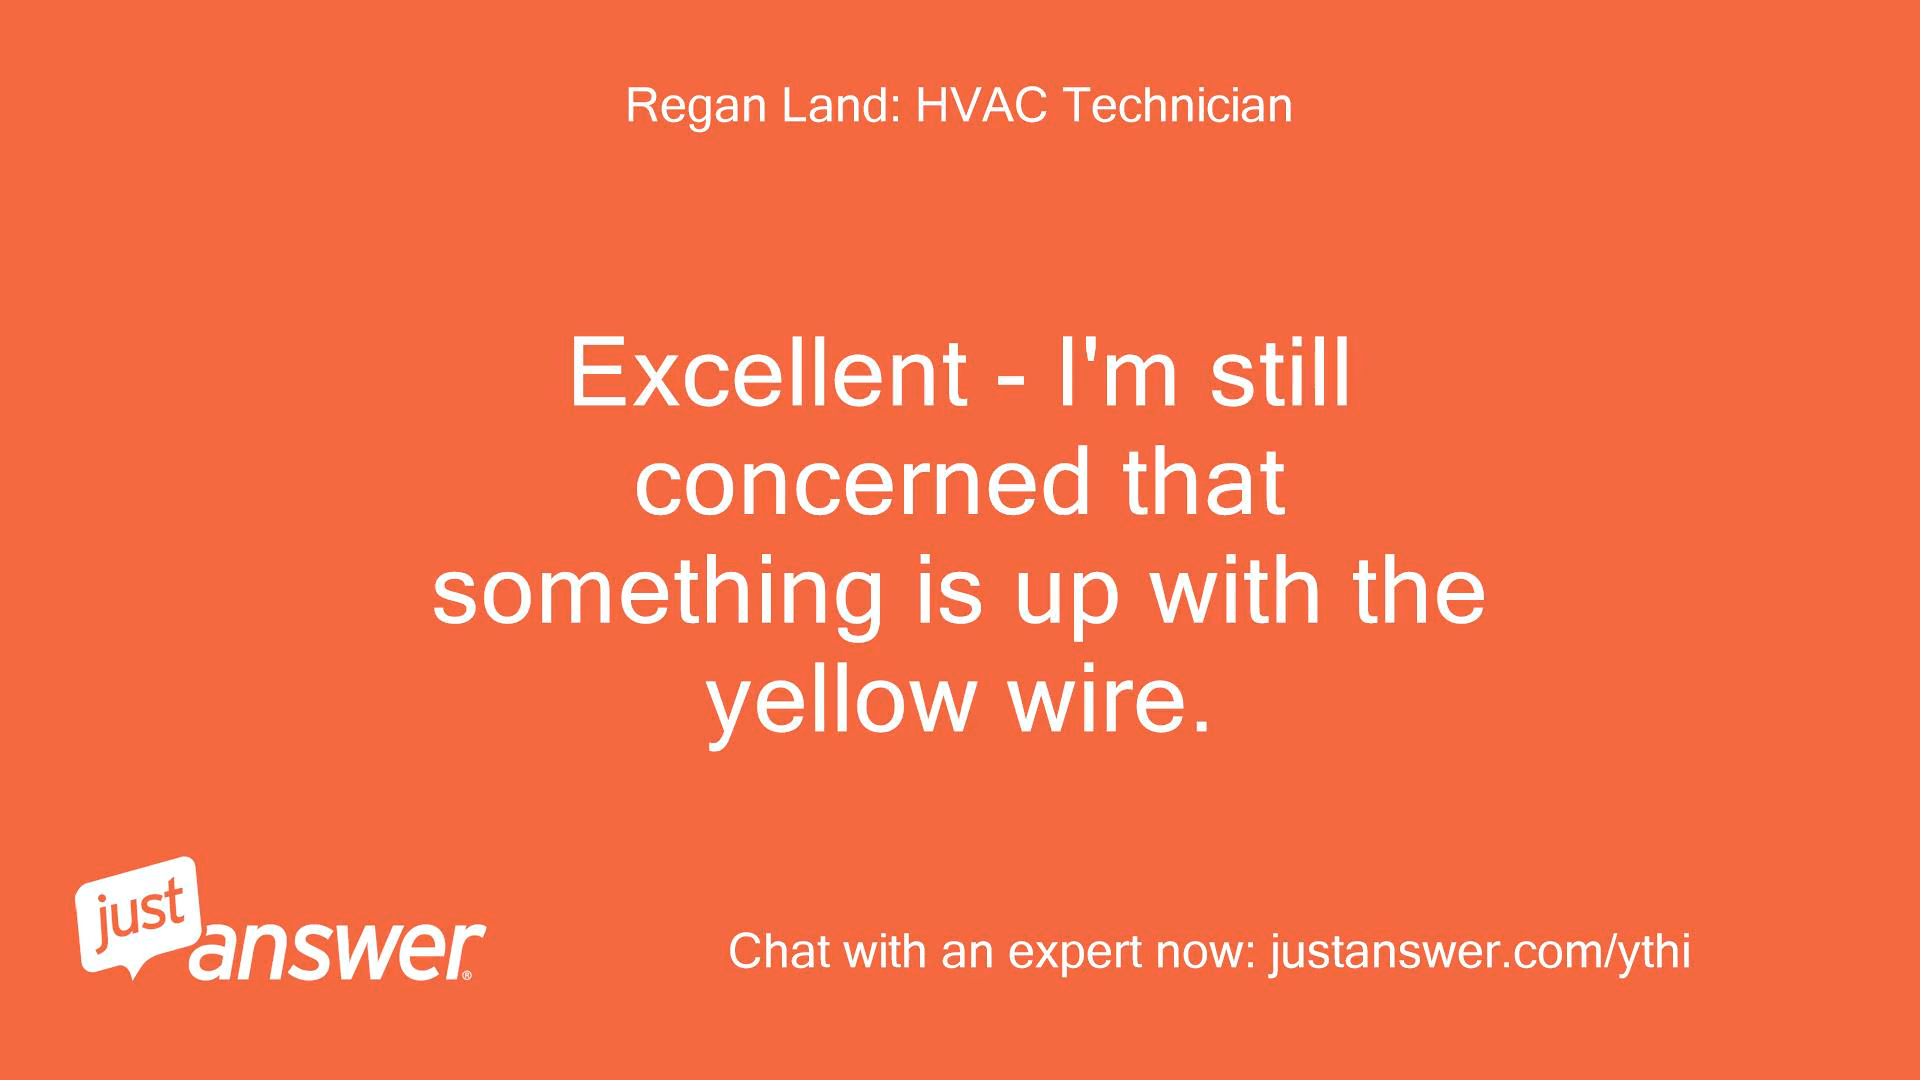 Regan Land: HVAC Technician
Excellent - I'm still
concerned that
something is up with the
yellow wire.
just
answer®
Chat with an expert now: justanswer.com/ythi